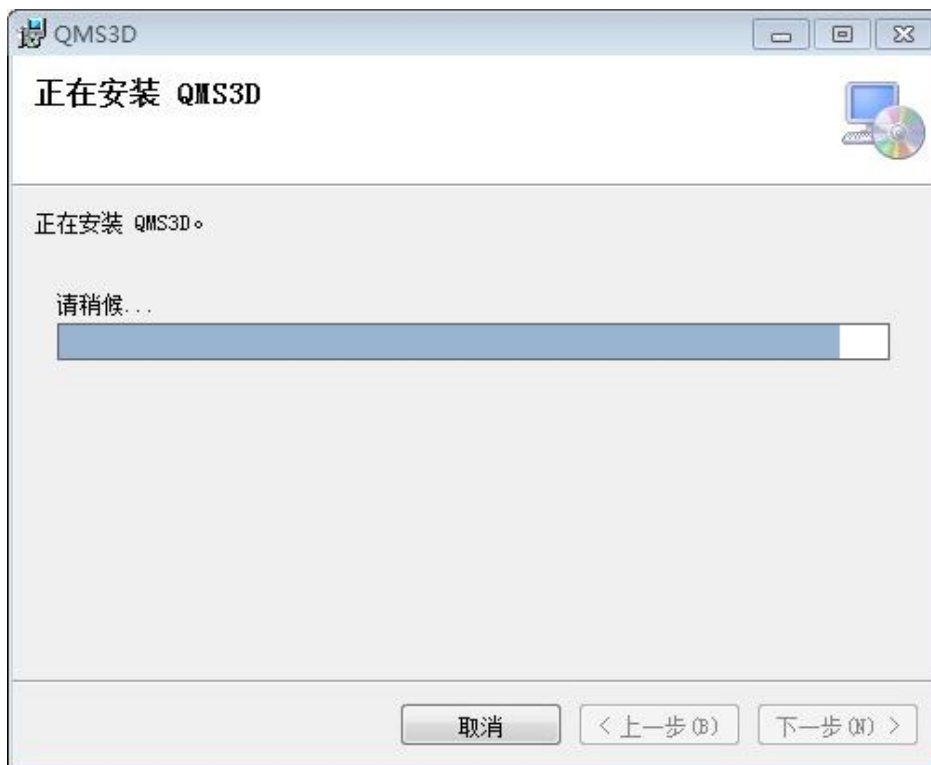 QMS3D
正在安装 QMS3D
正在安装 QMS3D。
请稍候...
取消
< 上一步(B)
下一步(N) >